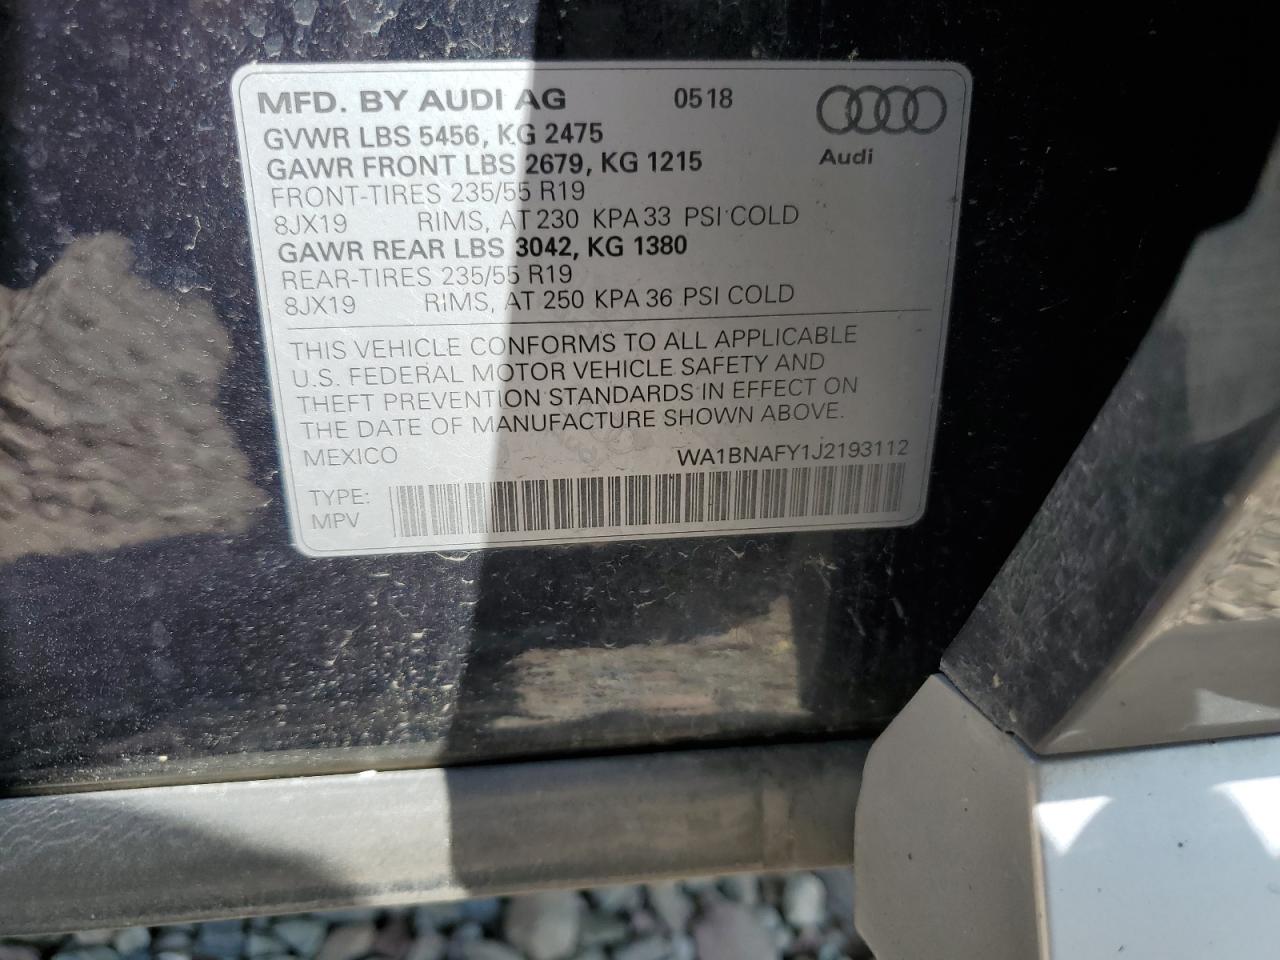 MFD. BY AUDI AG 0518
GVWR LBS 5456, KG 2475
GAWR FRONT LBS 2679, KG 1215
Audi
FRONT-TIRES 235/55 R19
8JX19 RIMS, AT 230 KPA 33 PSI COLD
GAWR REAR LBS 3042, KG 1380
REAR-TIRES 235/55 R19
8JX19 RIMS, AT 250 KPA 36 PSI COLD
THIS VEHICLE CONFORMS TO ALL APPLICABLE
U.S. FEDERAL MOTOR VEHICLE SAFETY AND
THEFT PREVENTION STANDARDS IN EFFECT ON
THE DATE OF MANUFACTURE SHOWN ABOVE.
MEXICO WA1BNAFY1J2193112
TYPE:
MPV